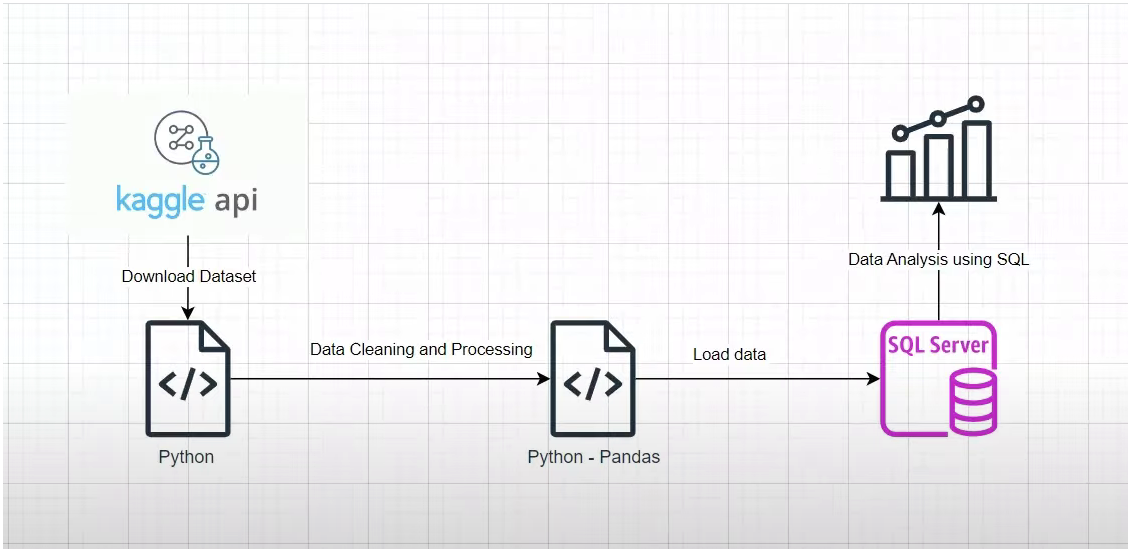 kaggle api
Download Dataset
Python
Data Cleaning and Processing
Python - Pandas
Load data
SQL Server
Data Analysis using SQL